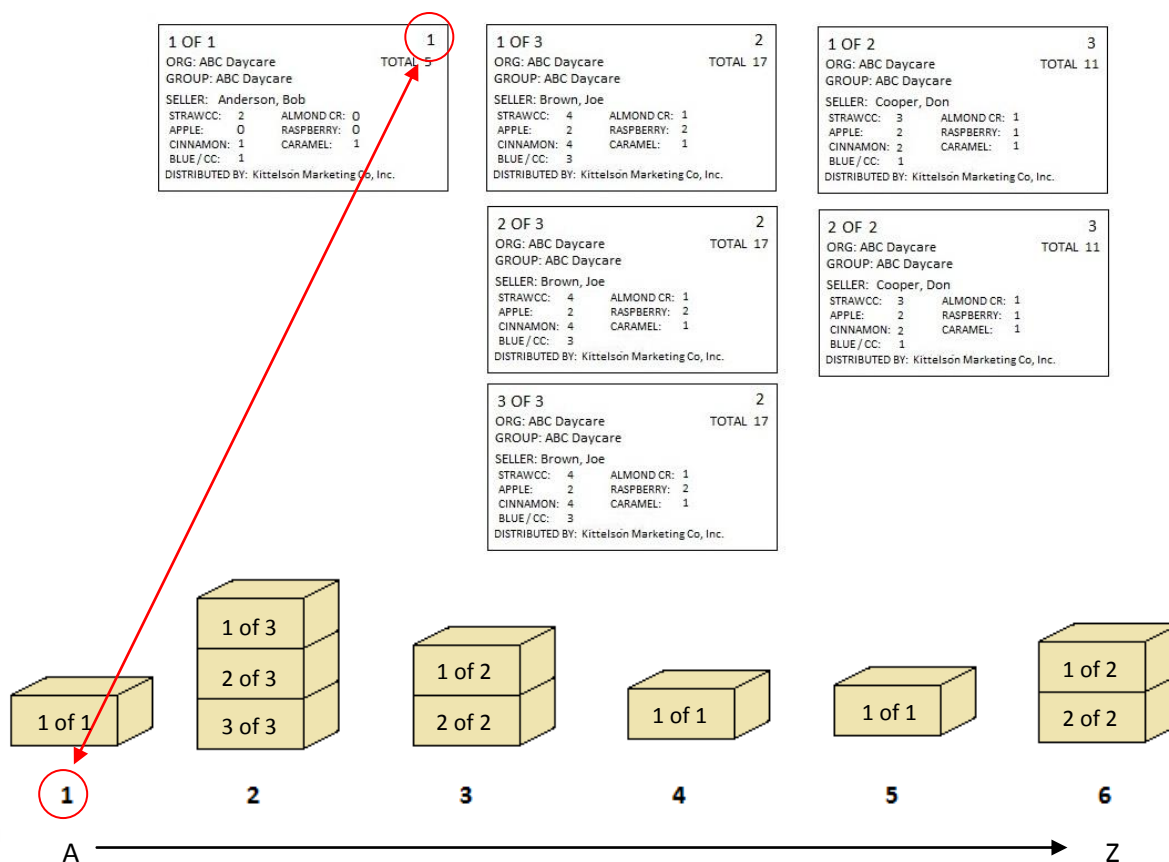 1 OF 1 1
ORG: ABC Daycare TOTAL 5
GROUP: ABC Daycare
SELLER: Anderson, Bob
STRAWCC: 2 ALMOND CR: 0
APPLE: 0 RASPBERRY: 0
CINNAMON: 1 CARAMEL: 1
BLUE / CC: 1
DISTRIBUTED BY: Kittelson Marketing Co, Inc.
1 OF 3 2
ORG: ABC Daycare TOTAL 17
GROUP: ABC Daycare
SELLER: Brown, Joe
STRAWCC: 4 ALMOND CR: 1
APPLE: 2 RASPBERRY: 2
CINNAMON: 4 CARAMEL: 1
BLUE / CC: 3
DISTRIBUTED BY: Kittelson Marketing Co, Inc.
1 OF 2 3
ORG: ABC Daycare TOTAL 11
GROUP: ABC Daycare
SELLER: Cooper, Don
STRAWCC: 3 ALMOND CR: 1
APPLE: 2 RASPBERRY: 1
CINNAMON: 2 CARAMEL: 1
BLUE / CC: 1
DISTRIBUTED BY: Kittelson Marketing Co, Inc.
2 OF 3 2
ORG: ABC Daycare TOTAL 17
GROUP: ABC Daycare
SELLER: Brown, Joe
STRAWCC: 4 ALMOND CR: 1
APPLE: 2 RASPBERRY: 2
CINNAMON: 4 CARAMEL: 1
BLUE / CC: 3
DISTRIBUTED BY: Kittelson Marketing Co, Inc.
2 OF 2 3
ORG: ABC Daycare TOTAL 11
GROUP: ABC Daycare
SELLER: Cooper, Don
STRAWCC: 3 ALMOND CR: 1
APPLE: 2 RASPBERRY: 1
CINNAMON: 2 CARAMEL: 1
BLUE / CC: 1
DISTRIBUTED BY: Kittelson Marketing Co, Inc.
3 OF 3 2
ORG: ABC Daycare TOTAL 17
GROUP: ABC Daycare
SELLER: Brown, Joe
STRAWCC: 4 ALMOND CR: 1
APPLE: 2 RASPBERRY: 2
CINNAMON: 4 CARAMEL: 1
BLUE / CC: 3
DISTRIBUTED BY: Kittelson Marketing Co, Inc.
1 of 1
1 of 3
2 of 3
3 of 3
1 of 2
2 of 2
1 of 1
1 of 1
1 of 2
2 of 2
1 2 3 4 5 6
A Z